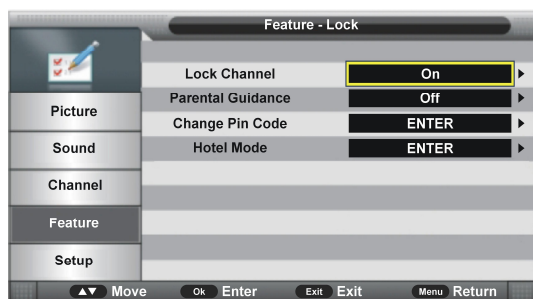 Feature - Lock
Lock Channel On
Parental Guidance Off
Change Pin Code ENTER
Hotel Mode ENTER
Picture
Sound
Channel
Feature
Setup
▲▼ Move Ok Enter Exit Exit Menu Return